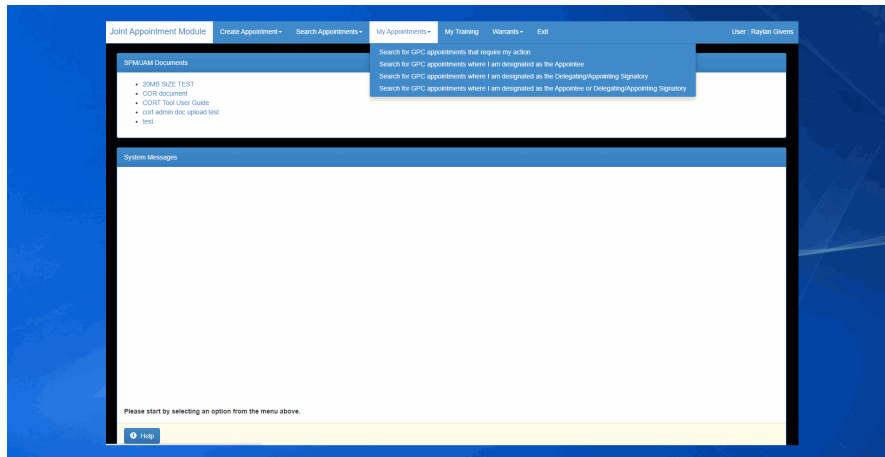 Joint Appointment Module Create Appointment Search Appointments My Appointments My Training Warrants Exit User : Raylan Givens
Search for GPC appointments that require my action
Search for GPC appointments where I am designated as the Appointee
Search for GPC appointments where I am designated as the Delegating/Appointing Signatory
Search for GPC appointments where I am designated as the Appointee or Delegating/Appointing Signatory
SPM/JAM Documents
20MB SIZE TEST
COR document
CORT Tool User Guide
cort admin doc upload test
test
System Messages
Please start by selecting an option from the menu above.
Help